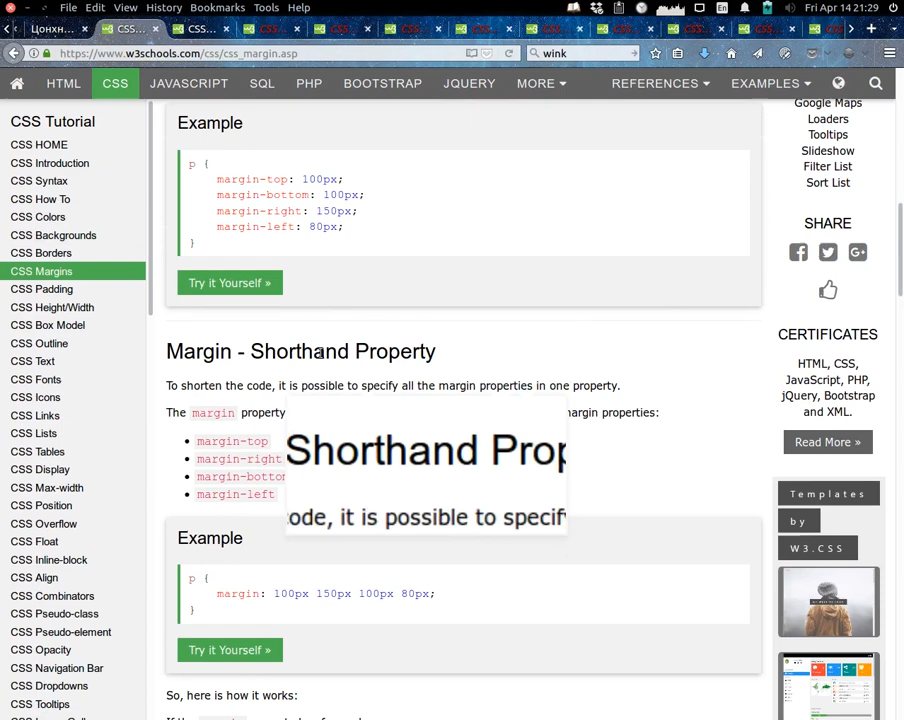 File Edit View History Bookmarks Tools Help
En
Fri Apr 14 21:29
Цонхн...
CSS...
CSS...
https://www.w3schools.com/css/css_margin.asp
wink
HTML
CSS
JAVASCRIPT
SQL
PHP
BOOTSTRAP
JQUERY
MORE
REFERENCES
EXAMPLES
CSS Tutorial
CSS HOME
CSS Introduction
CSS Syntax
CSS How To
CSS Colors
CSS Backgrounds
CSS Borders
CSS Margins
CSS Padding
CSS Height/Width
CSS Box Model
CSS Outline
CSS Text
CSS Fonts
CSS Icons
CSS Links
CSS Lists
CSS Tables
CSS Display
CSS Max-width
CSS Position
CSS Overflow
CSS Float
CSS Inline-block
CSS Align
CSS Combinators
CSS Pseudo-class
CSS Pseudo-element
CSS Opacity
CSS Navigation Bar
CSS Dropdowns
CSS Tooltips
Example
p {
margin-top: 100px;
margin-bottom: 100px;
margin-right: 150px;
margin-left: 80px;
}
Try it Yourself »
Margin - Shorthand Property
To shorten the code, it is possible to specify all the margin properties in one property.
The margin property
margin properties:
margin-top
margin-right
margin-bottom
margin-left
Shorthand Prop
code, it is possible to specify
Example
p {
margin: 100px 150px 100px 80px;
}
Try it Yourself »
So, here is how it works:
Google Maps
Loaders
Tooltips
Slideshow
Filter List
Sort List
SHARE
CERTIFICATES
HTML, CSS,
JavaScript, PHP,
jQuery, Bootstrap
and XML.
Read More »
Templates
by
W3.CSS